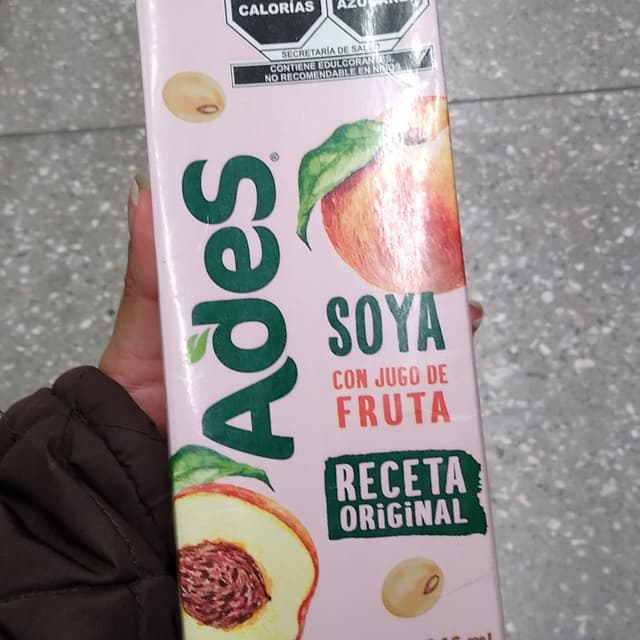 CALORÍAS
SECRETARÍA DE SALUD
CONTIENE EDULCORANTES,
NO RECOMENDABLE EN NIÑOS
AdeS®
SOYA
CON JUGO DE
FRUTA
RECETA
ORiGiNAL